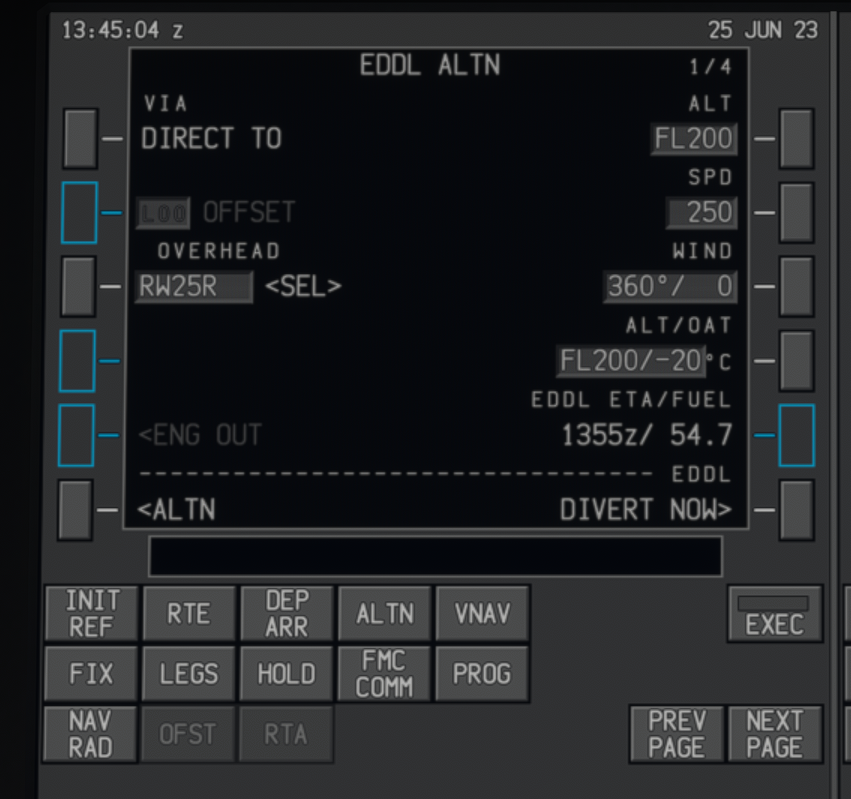 13:45:04 z 25 JUN 23
EDDL ALTN 1/4
VIA ALT
DIRECT TO FL200
SPD
L00 OFFSET 250
OVERHEAD WIND
RW25R <SEL> 360°/ 0
ALT/OAT
FL200/-20°C
EDDL ETA/FUEL
<ENG OUT 1355z/ 54.7
-------------------------------- EDDL
<ALTN DIVERT NOW>
INIT REF RTE DEP ARR ALTN VNAV EXEC
FIX LEGS HOLD FMC COMM PROG
NAV RAD OFST RTA PREV PAGE NEXT PAGE